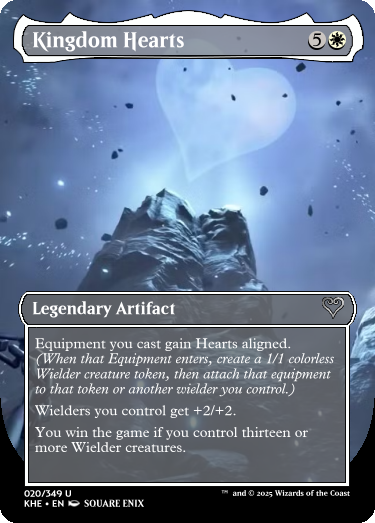 Kingdom Hearts 5
Legendary Artifact
Equipment you cast gain Hearts aligned.
(When that Equipment enters, create a 1/1 colorless
Wielder creature token, then attach that equipment
to that token or another wielder you control.)
Wielders you control get +2/+2.
You win the game if you control thirteen or
more Wielder creatures.
020/349 U
KHE • EN SQUARE ENIX
™ and © 2025 Wizards of the Coast